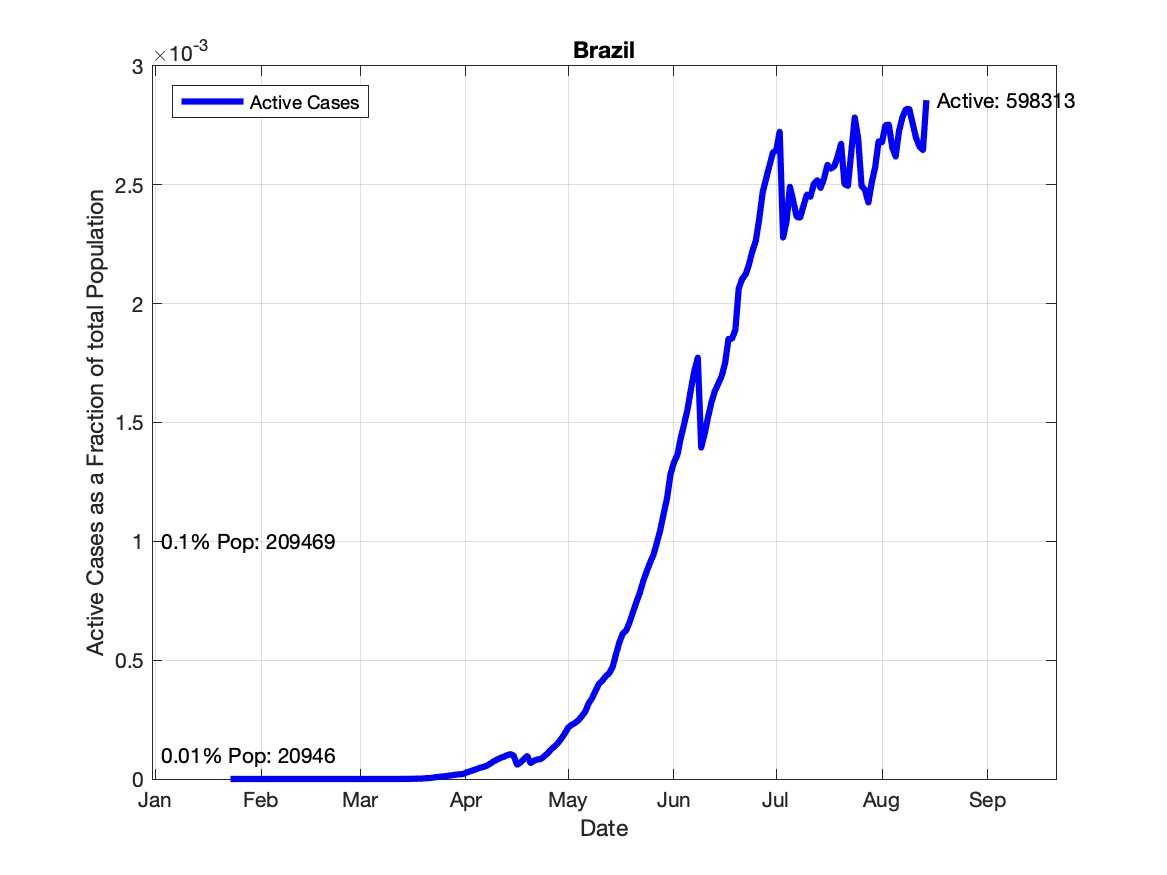 Brazil
×10-3
3
2.5
2
1.5
1
0.5
0
Active Cases as a Fraction of total Population
Active Cases
Active: 598313
0.1% Pop: 209469
0.01% Pop: 20946
Jan Feb Mar Apr May Jun Jul Aug Sep
Date